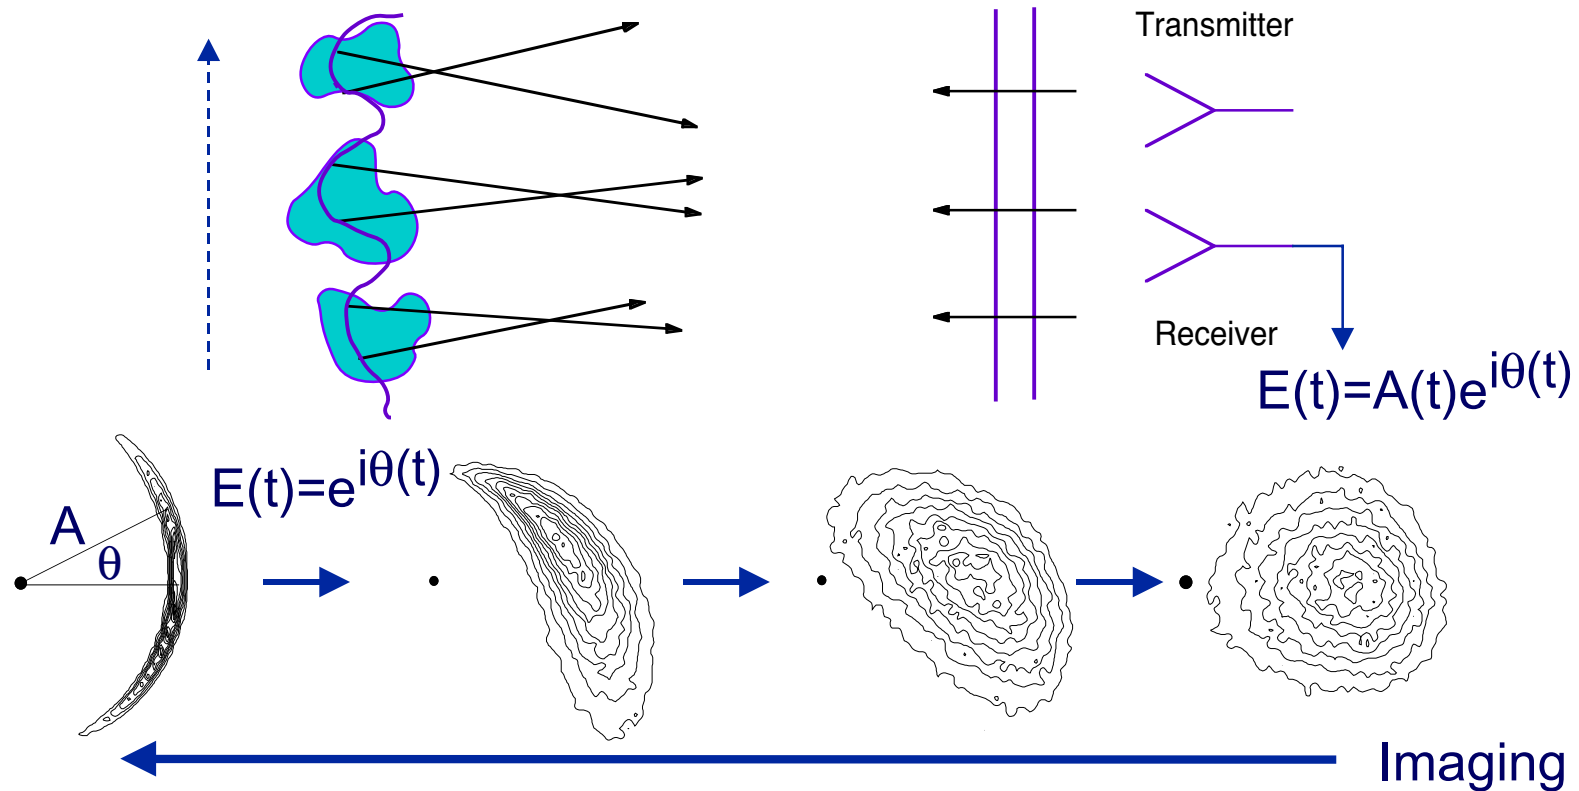 Transmitter
Receiver
E(t)=A(t)e^{iθ(t)}
E(t)=e^{iθ(t)}
A
θ
Imaging